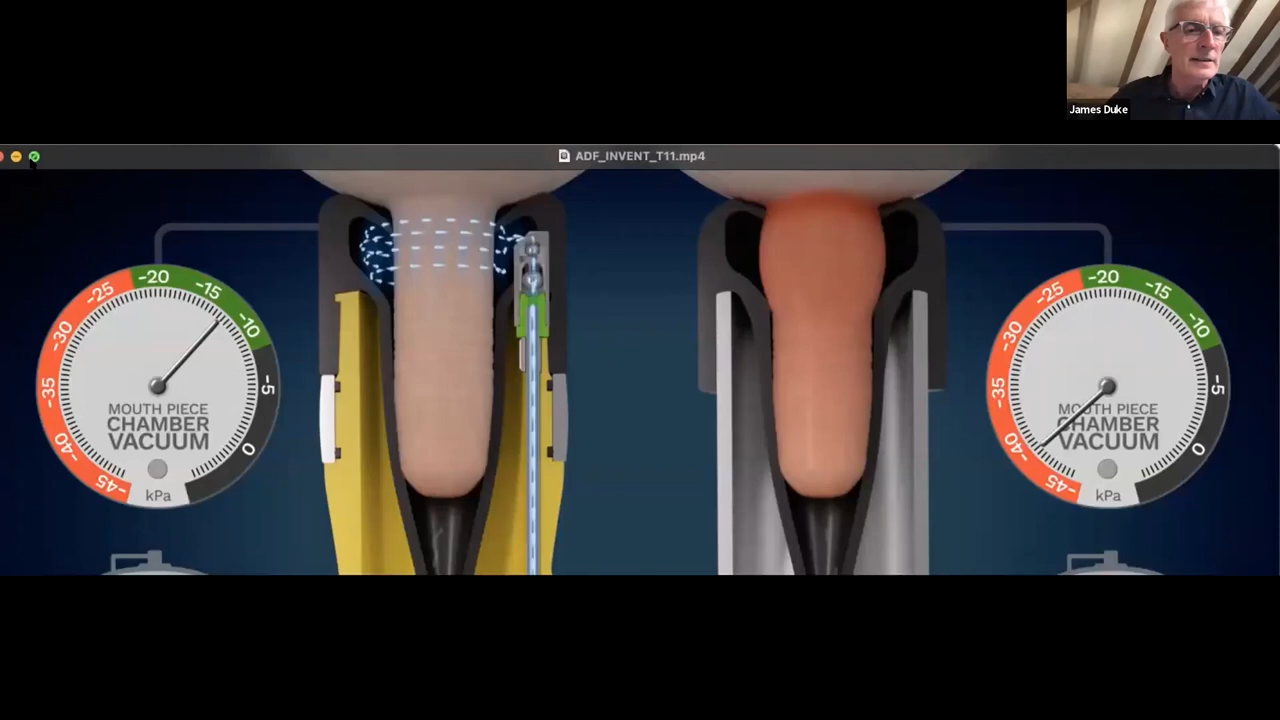 James Duke
ADF_INVENT_T11.mp4
-45
-40
-35
-30
-25
-20
-15
-10
-5
0
MOUTH PIECE
CHAMBER
VACUUM
kPa
-45
-40
-35
-30
-25
-20
-15
-10
-5
0
MOUTH PIECE
CHAMBER
VACUUM
kPa